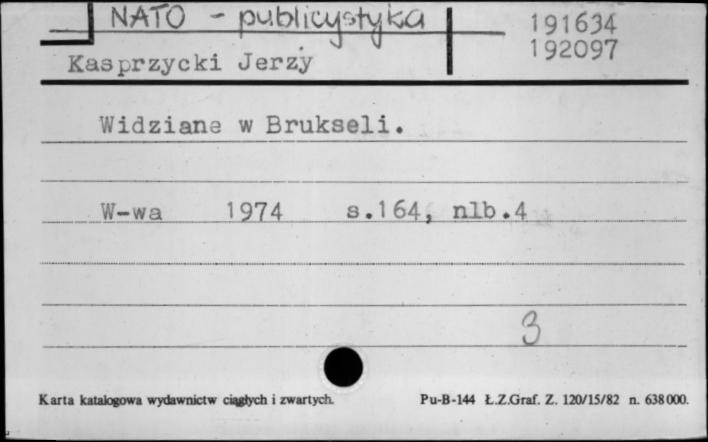 NATO - publicystyka
191634
192097
Kasprzycki Jerzy
Widziane w Brukseli.
W-wa 1974 s.164, nlb.4
3
Karta katalogowa wydawnictw ciągłych i zwartych. Pu-B-144 Ł.Z.Graf. Z. 120/15/82 n. 638000.